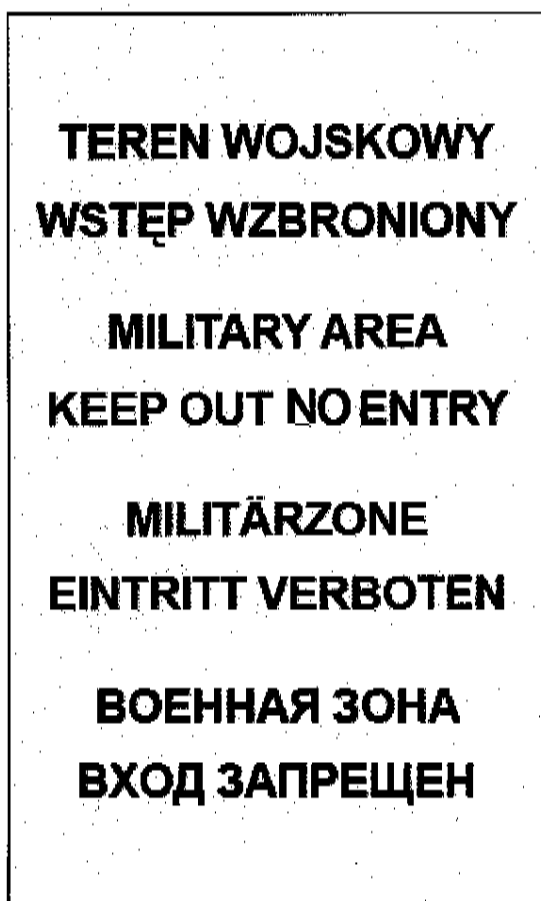 TEREN WOJSKOWY
WSTĘP WZBRONIONY
MILITARY AREA
KEEP OUT NO ENTRY
MILITÄRZONE
EINTRITT VERBOTEN
ВОЕННАЯ ЗОНА
ВХОД ЗАПРЕЩЕН